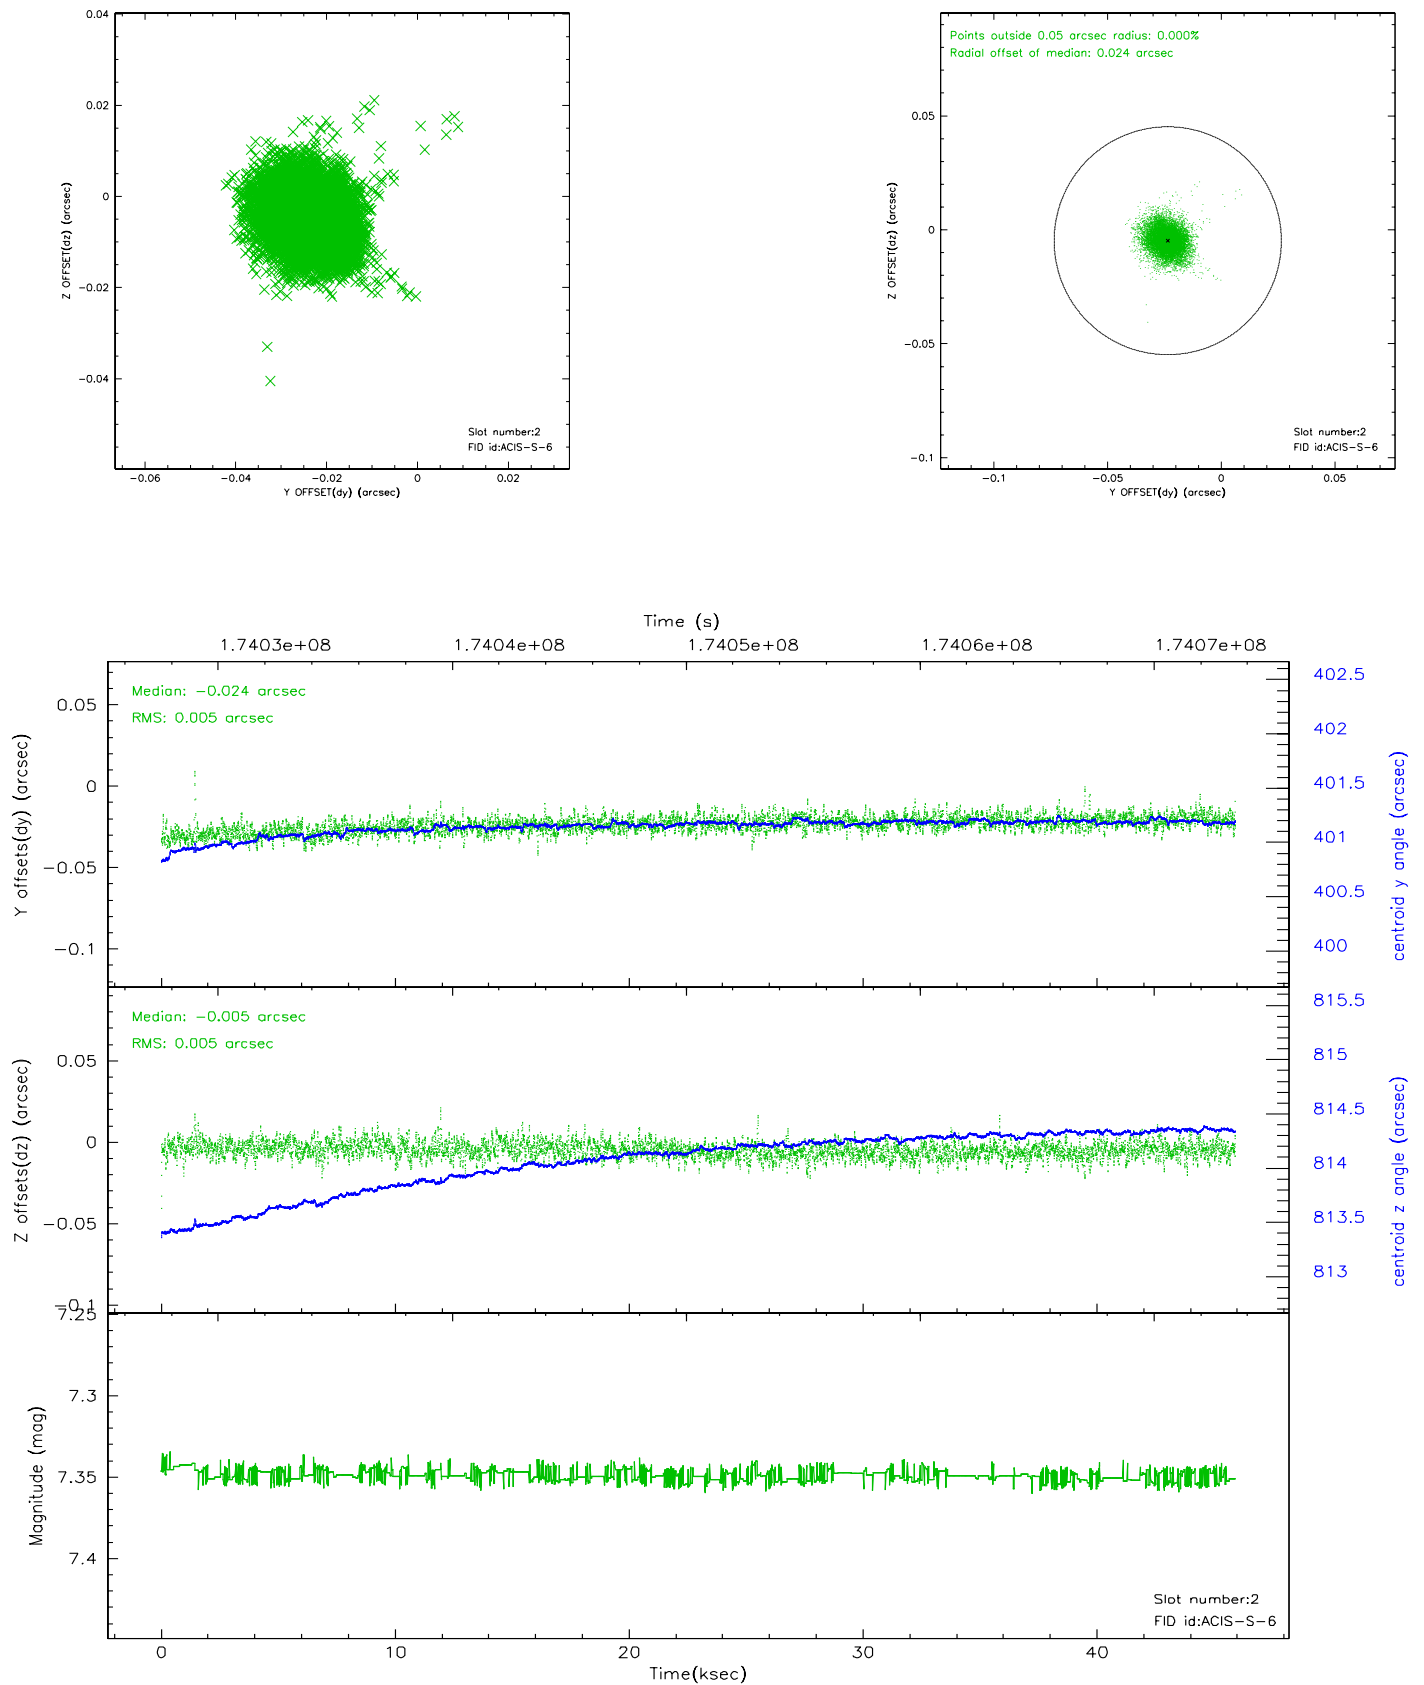 0.04
0.02
0
−0.02
−0.04
Z OFFSET(dz) (arcsec)
Slot number:2
FID id:ACIS−S−6
−0.06
−0.04
−0.02
0
0.02
Y OFFSET(dy) (arcsec)
Points outside 0.05 arcsec radius: 0.000%
Radial offset of median: 0.024 arcsec
0.05
0
−0.05
−0.1
Z OFFSET(dz) (arcsec)
Slot number:2
FID id:ACIS−S−6
−0.1
−0.05
0
0.05
Y OFFSET(dy) (arcsec)
Time (s)
1.7403e+08
1.7404e+08
1.7405e+08
1.7406e+08
1.7407e+08
Median: −0.024 arcsec
RMS: 0.005 arcsec
0.05
0
−0.05
−0.1
Y offsets(dy) (arcsec)
402.5
402
401.5
401
400.5
400
centroid y angle (arcsec)
Median: −0.005 arcsec
RMS: 0.005 arcsec
0.05
0
−0.05
−0.1
Z offsets(dz) (arcsec)
815.5
815
814.5
814
813.5
813
centroid z angle (arcsec)
7.25
7.3
7.35
7.4
Magnitude (mag)
Slot number:2
FID id:ACIS−S−6
0
10
20
30
40
Time(ksec)